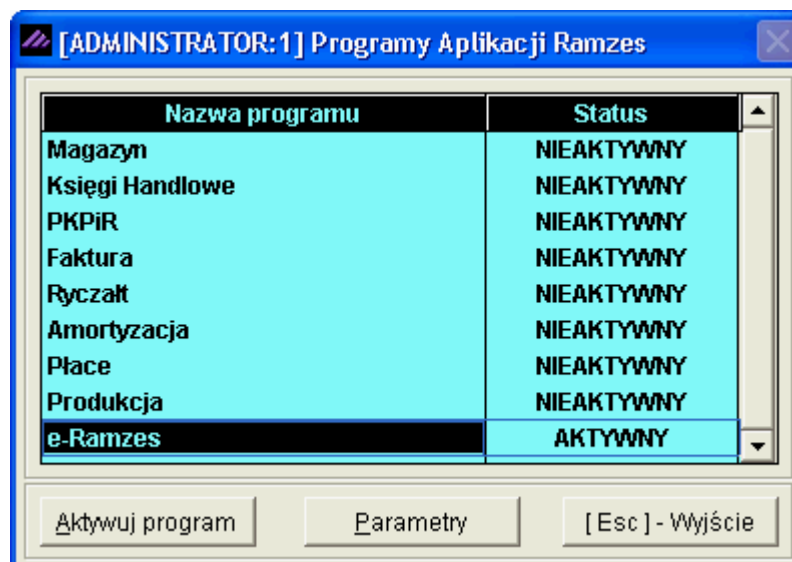 [ADMINISTRATOR:1] Programy Aplikacji Ramzes
Nazwa programu Status
Magazyn NIEAKTYWNY
Księgi Handlowe NIEAKTYWNY
PKPiR NIEAKTYWNY
Faktura NIEAKTYWNY
Ryczałt NIEAKTYWNY
Amortyzacja NIEAKTYWNY
Płace NIEAKTYWNY
Produkcja NIEAKTYWNY
e-Ramzes AKTYWNY
Aktywuj program Parametry [ Esc ] - Wyjście